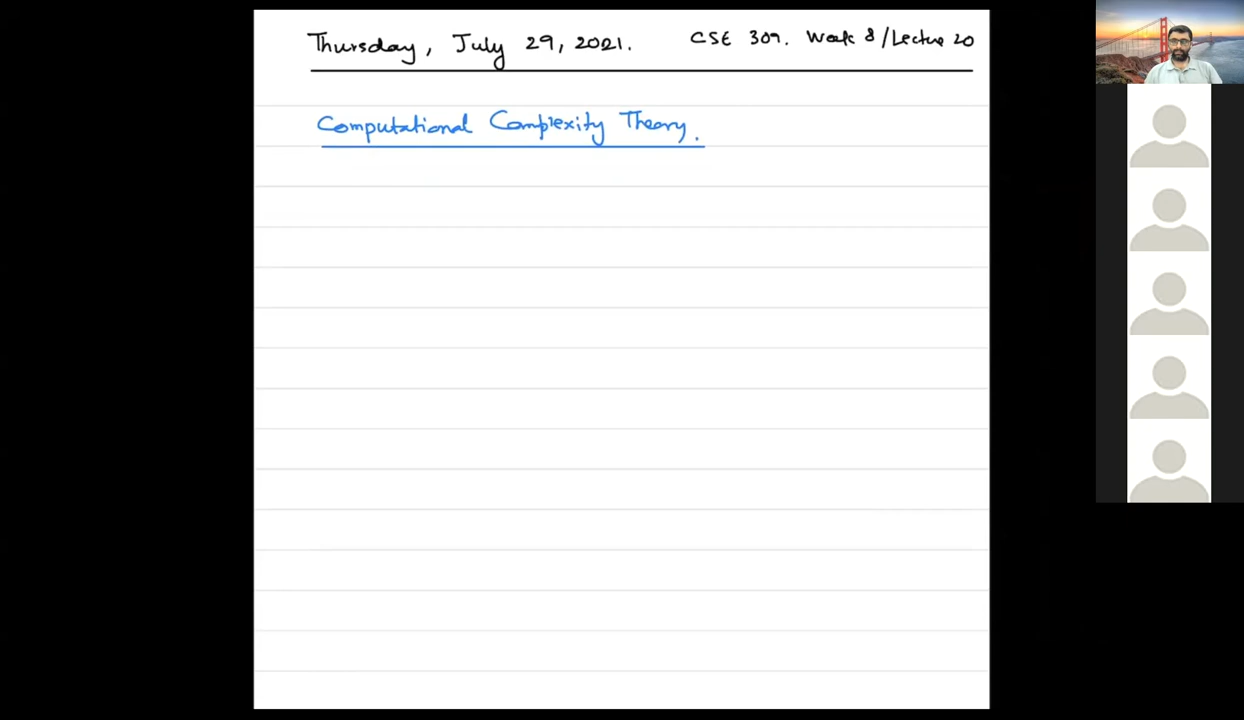 Thursday, July 29, 2021.
CSE 309. Week 8/Lecture 20
Computational Complexity Theory.